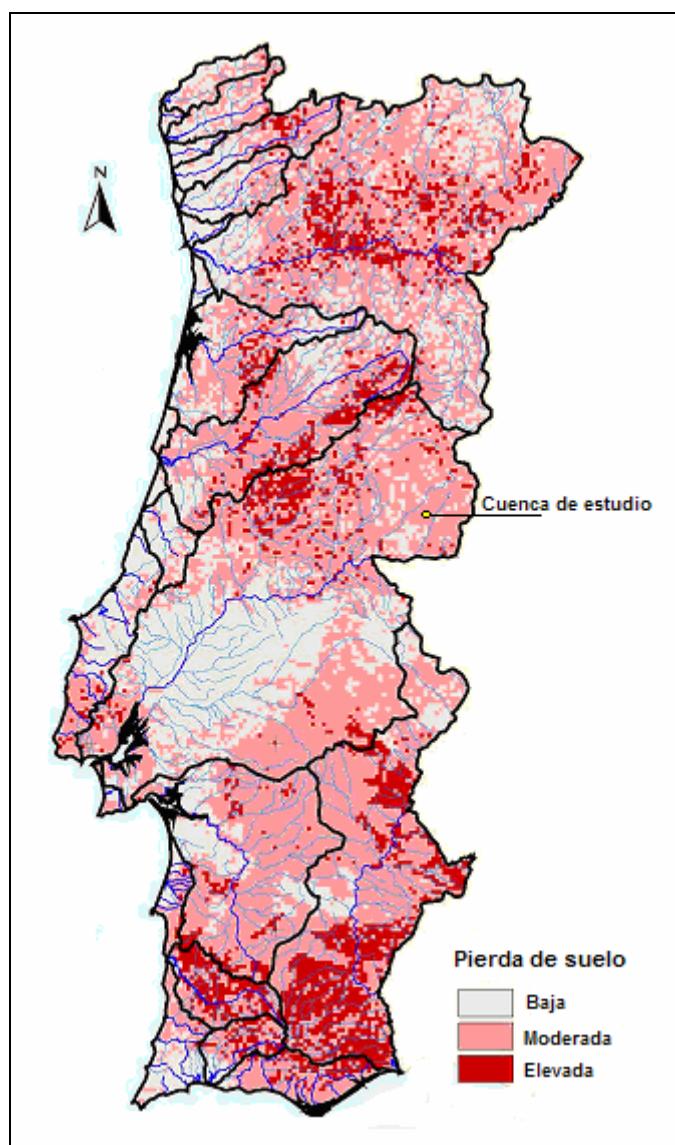 N
Cuenca de estudio
Pierda de suelo
Baja
Moderada
Elevada